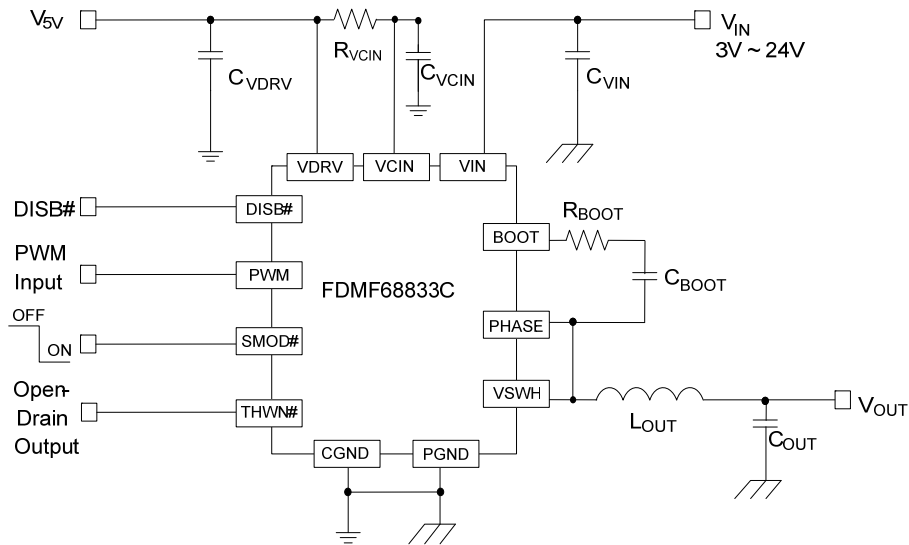 V5V
RVCIN
CVDRV
CVCIN
CVIN
VIN
3V ~ 24V
VDRV
VCIN
VIN
DISB#
DISB#
PWM
Input
PWM
OFF
ON
SMOD#
Open-
Drain
Output
THWN#
FDMF68833C
BOOT
RBOOT
CBOOT
PHASE
VSWH
LOUT
COUT
VOUT
CGND
PGND